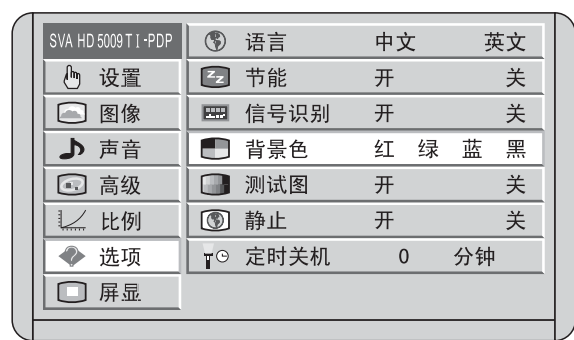 SVA HD5009TI-PDP
设置
图像
声音
高级
比例
选项
屏显
语言 中文 英文
节能 开 关
信号识别 开 关
背景色 红 绿 蓝 黑
测试图 开 关
静止 开 关
定时关机 0 分钟